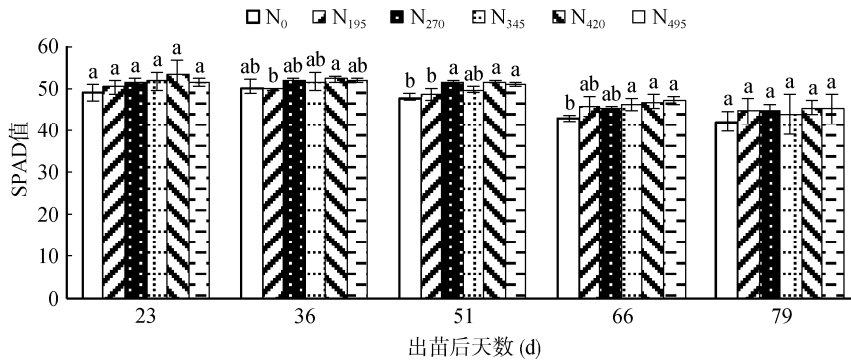 N₀ N₁₉₅ N₂₇₀ N₃₄₅ N₄₂₀ N₄₉₅
60
50
40
30
20
10
0
SPAD值
a a a a a a
ab b ab ab a ab
b b a ab a a
b ab ab a a a
a a a a a a
23 36 51 66 79
出苗后天数 (d)